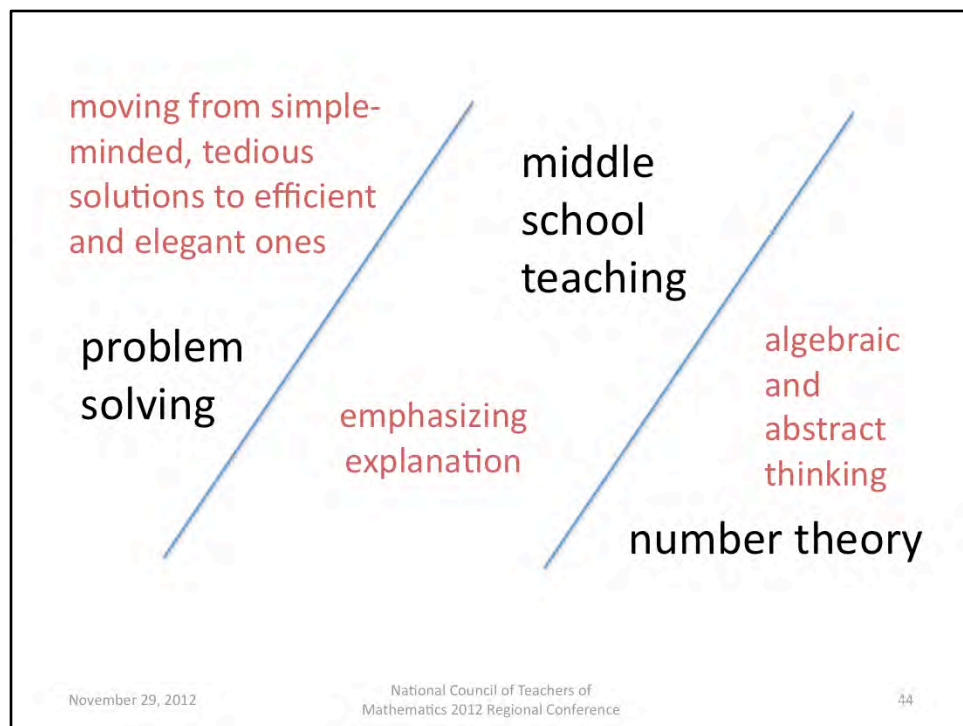 moving from simple-
minded, tedious
solutions to efficient
and elegant ones
problem
solving
middle
school
teaching
emphasizing
explanation
algebraic
and
abstract
thinking
number theory
November 29, 2012
National Council of Teachers of
Mathematics 2012 Regional Conference
44